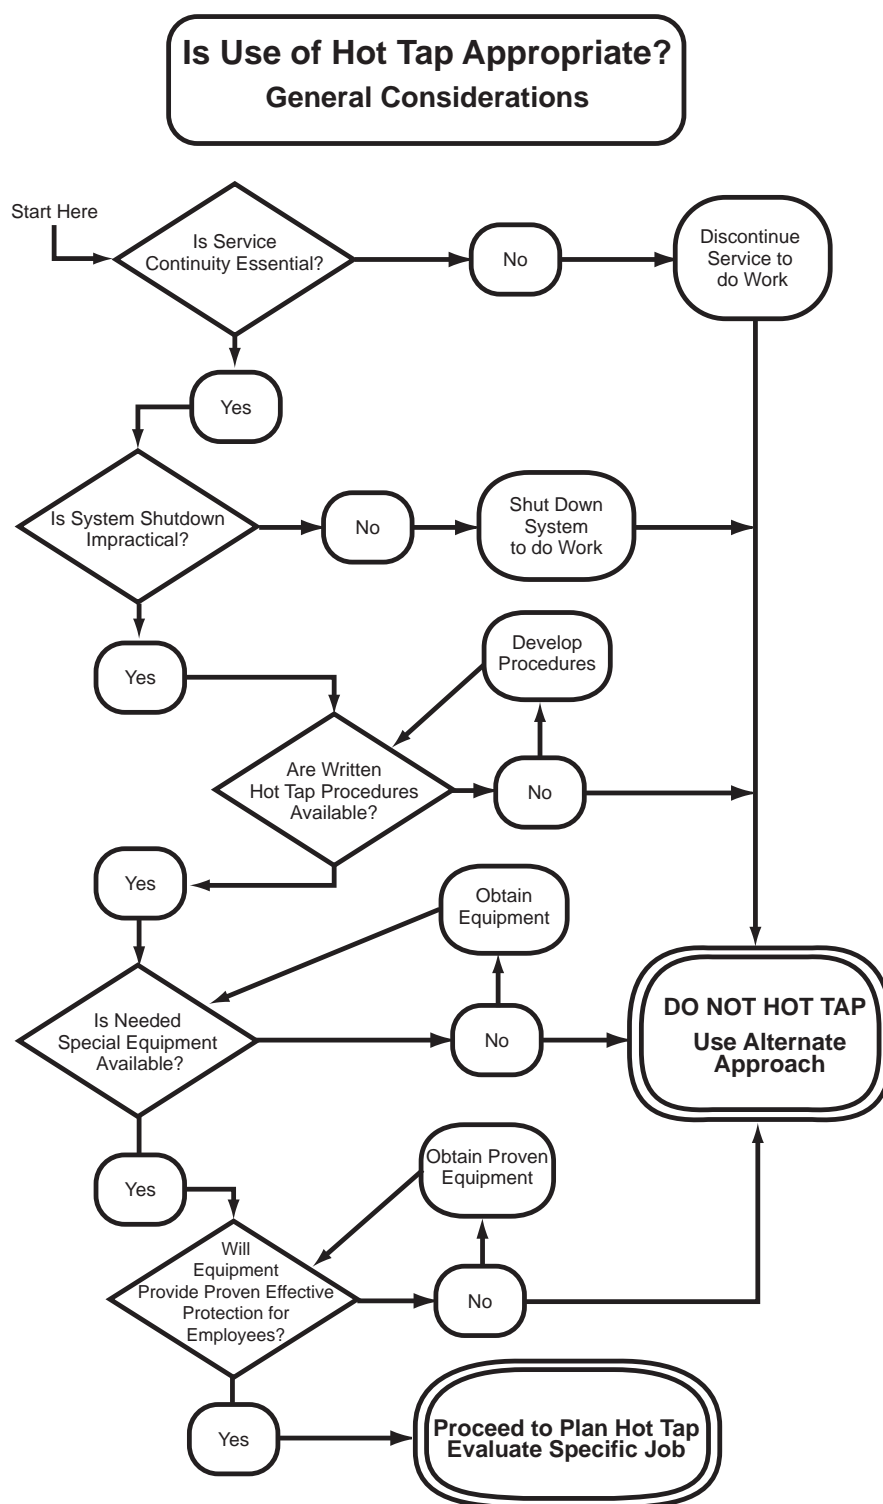 Is Use of Hot Tap Appropriate?
General Considerations
Start Here
Is Service
Continuity Essential?
No
Discontinue
Service to
do Work
Yes
Is System Shutdown
Impractical?
No
Shut Down
System
to do Work
Yes
Develop
Procedures
Are Written
Hot Tap Procedures
Available?
No
Yes
Obtain
Equipment
Is Needed
Special Equipment
Available?
No
DO NOT HOT TAP
Use Alternate
Approach
Yes
Obtain Proven
Equipment
Will
Equipment
Provide Proven Effective
Protection for
Employees?
No
Yes
Proceed to Plan Hot Tap
Evaluate Specific Job